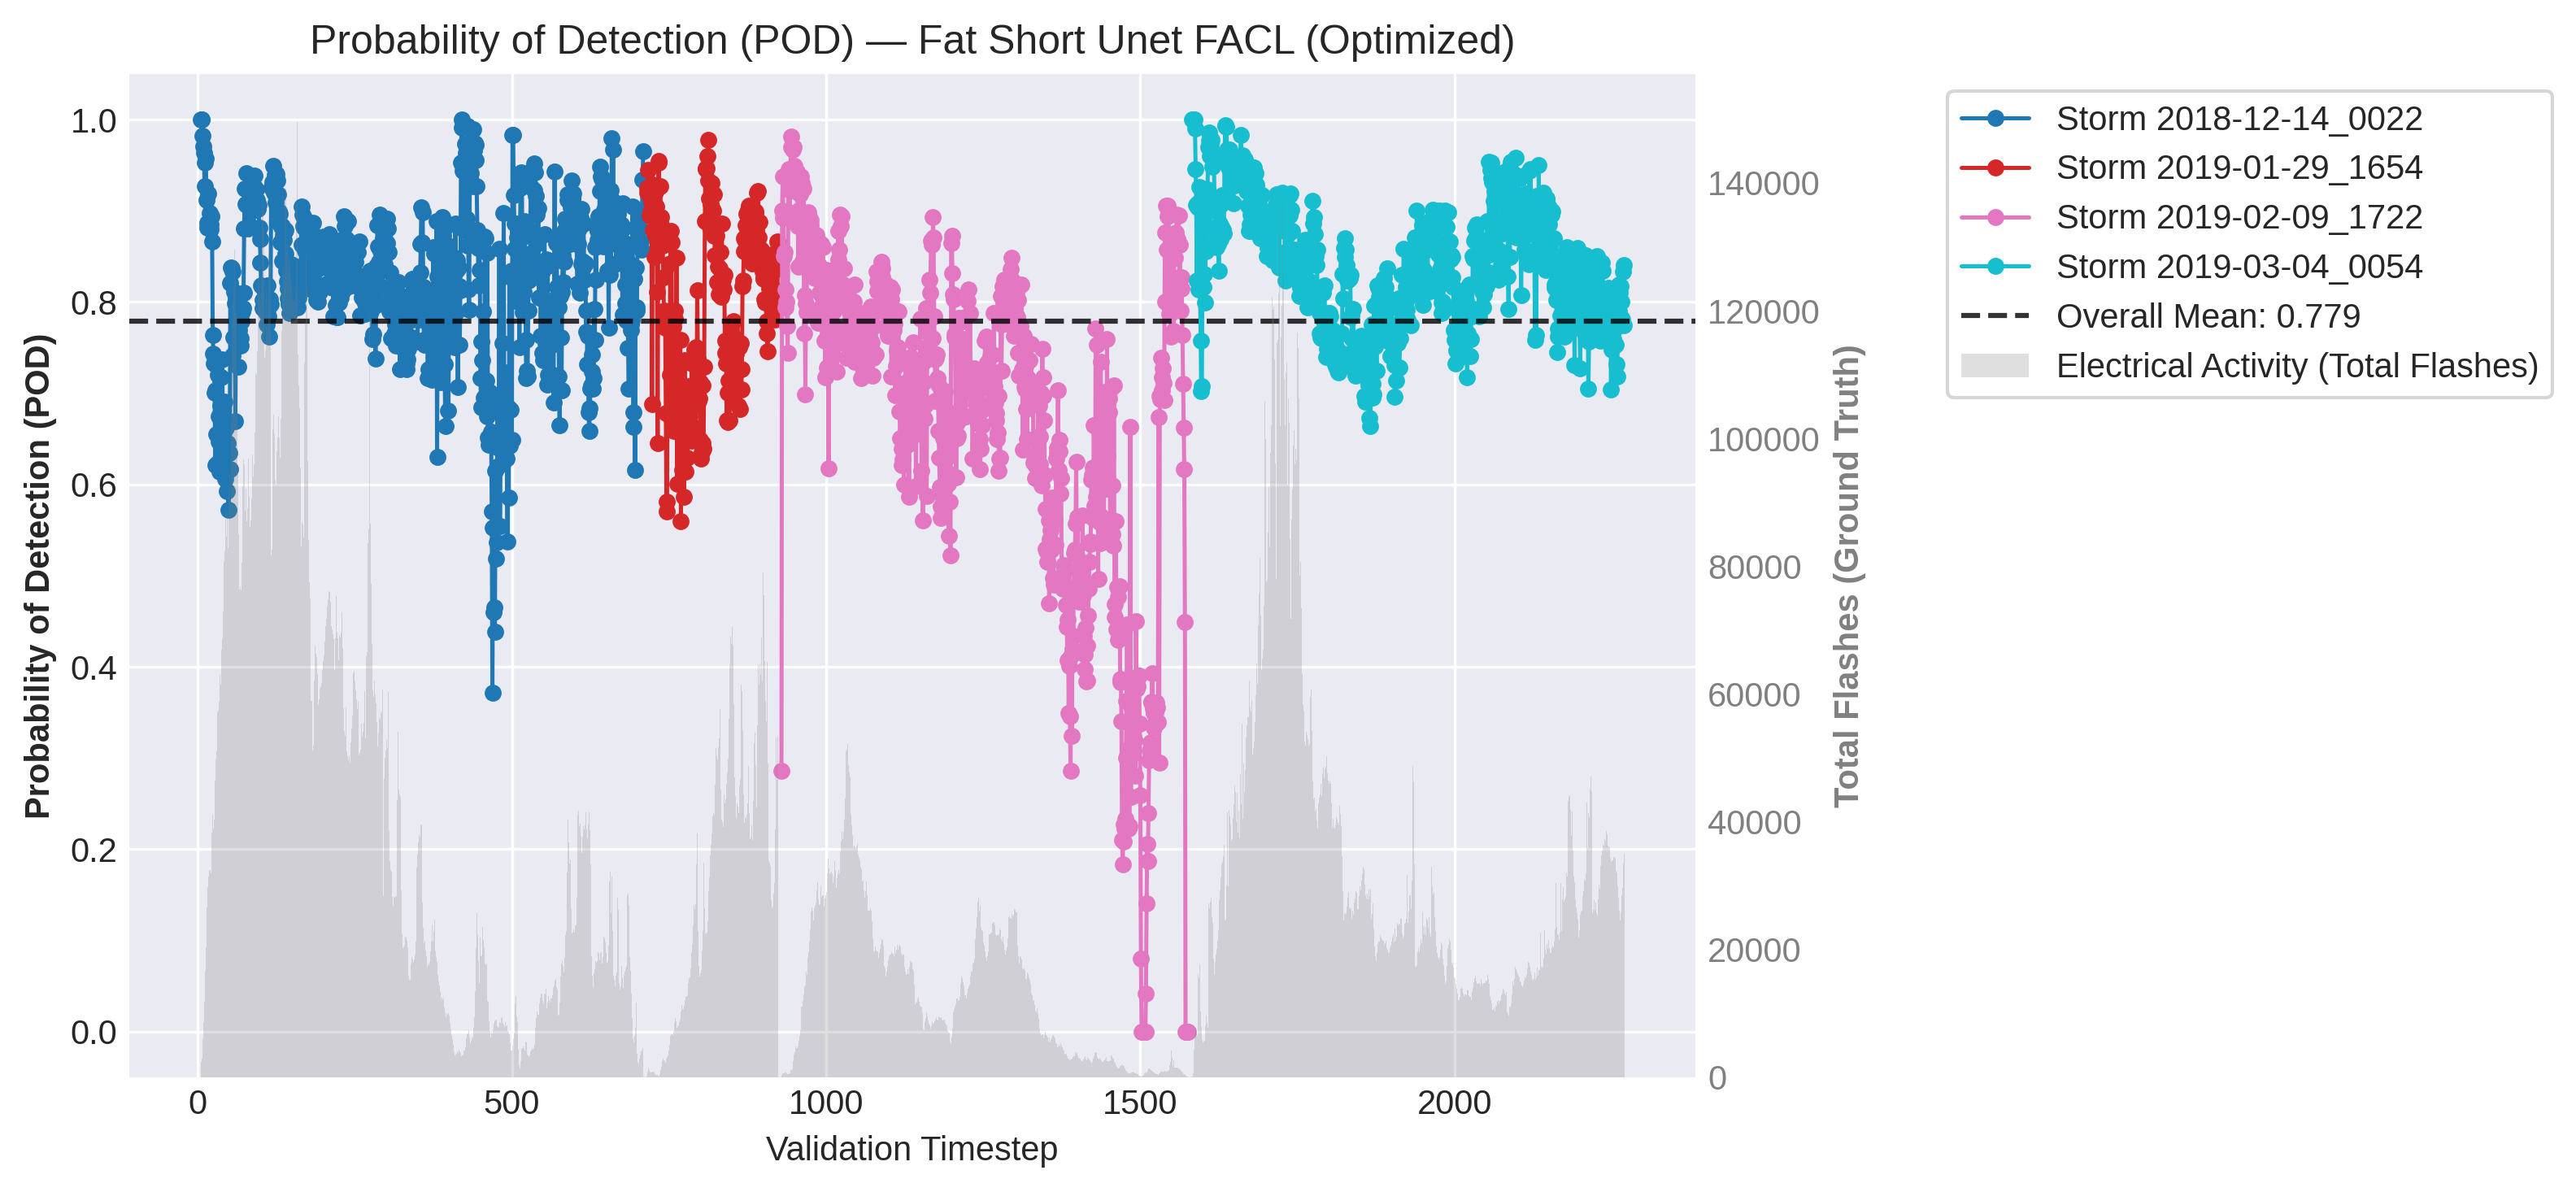 Probability of Detection (POD) — Fat Short Unet FACL (Optimized)
Probability of Detection (POD)
1.0
0.8
0.6
0.4
0.2
0.0
0
500
1000
1500
2000
Validation Timestep
140000
120000
100000
80000
60000
40000
20000
0
Total Flashes (Ground Truth)
Storm 2018-12-14_0022
Storm 2019-01-29_1654
Storm 2019-02-09_1722
Storm 2019-03-04_0054
Overall Mean: 0.779
Electrical Activity (Total Flashes)